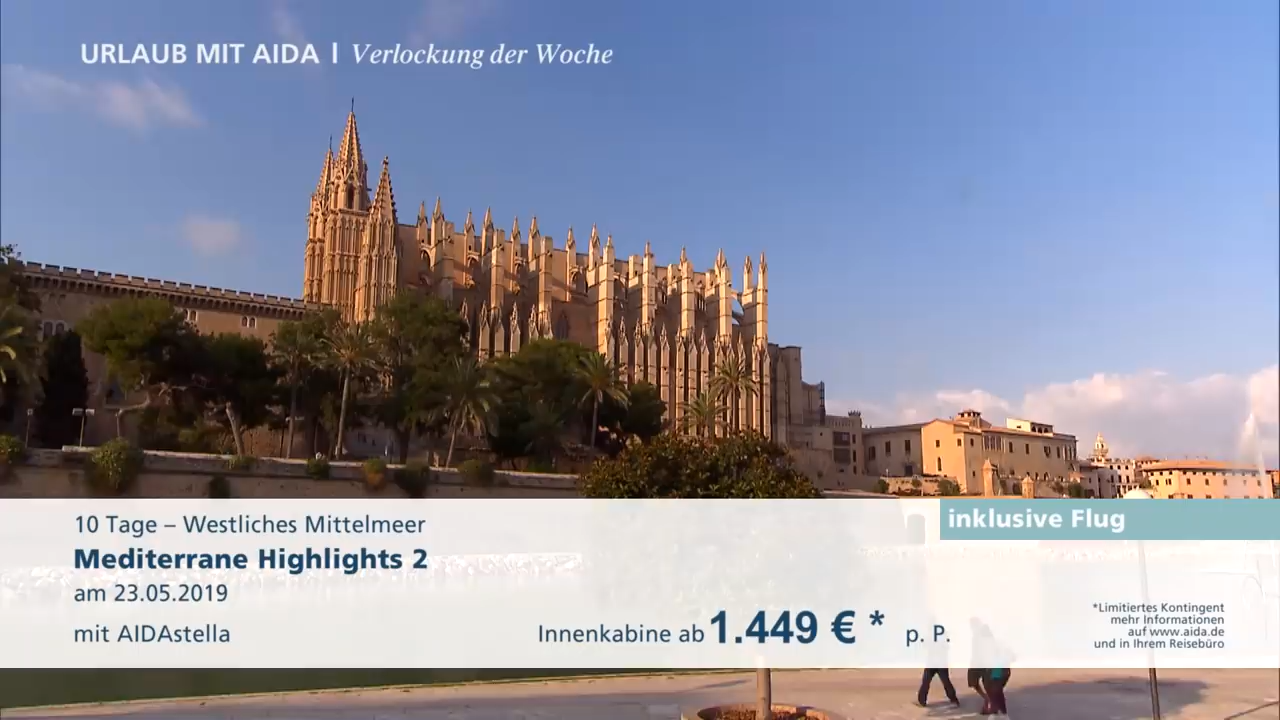 URLAUB MIT AIDA | Verlockung der Woche
inklusive Flug
10 Tage – Westliches Mittelmeer
Mediterrane Highlights 2
am 23.05.2019
mit AIDAstella
Innenkabine ab 1.449 € * p. P.
*Limitiertes Kontingent
mehr Informationen
auf www.aida.de
und in Ihrem Reisebüro